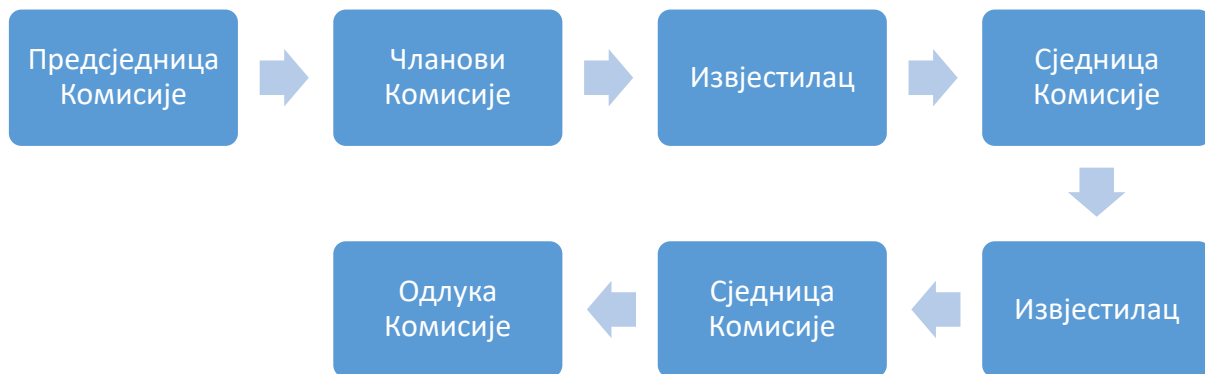 Предсједница
Комисије
Чланови
Комисије
Извјестилац
Сједница
Комисије
Извјестилац
Сједница
Комисије
Одлука
Комисије